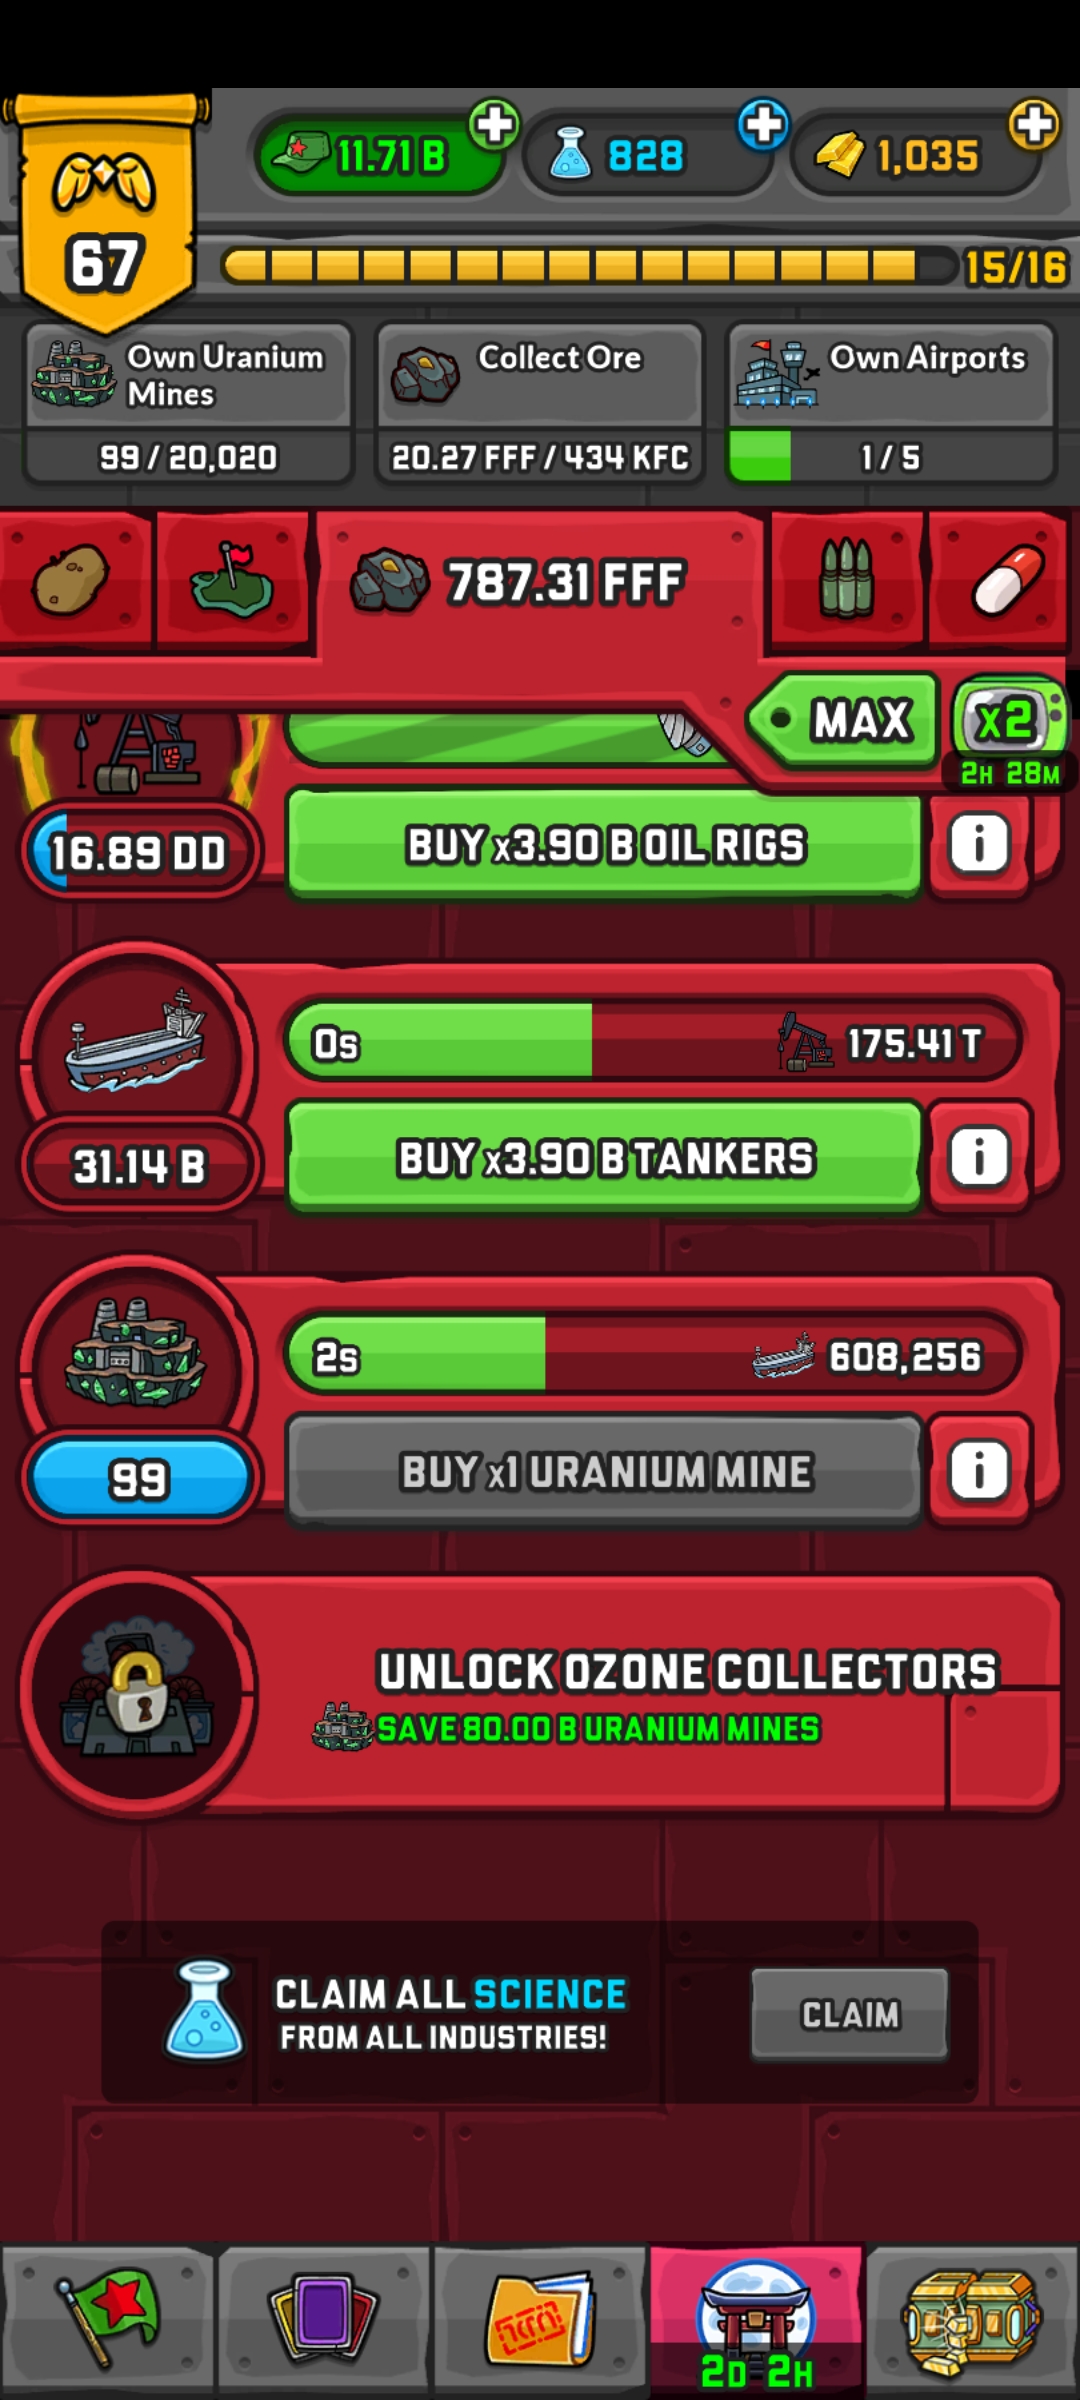 11.71 B
828
1,035
67
15/16
Own Uranium
Mines
99 / 20,020
Collect Ore
20.27 FFF / 434 KFC
Own Airports
1 / 5
787.31 FFF
MAX
x2
2H 28M
16.89 DD
BUY x3.90 B OIL RIGS
i
0s
175.41 T
31.14 B
BUY x3.90 B TANKERS
i
2s
608,256
99
BUY x1 URANIUM MINE
i
UNLOCK OZONE COLLECTORS
SAVE 80.00 B URANIUM MINES
CLAIM ALL SCIENCE
FROM ALL INDUSTRIES!
CLAIM
2D 2H